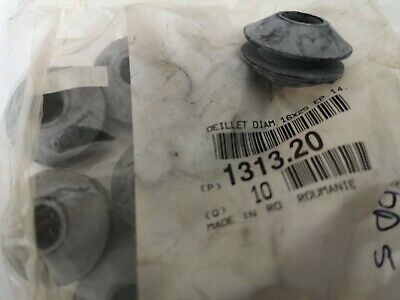 OEILLET DIAM 16X25 EP 14.
(P) 1313.20
(Q) 10
MADE IN RO ROUMANIE